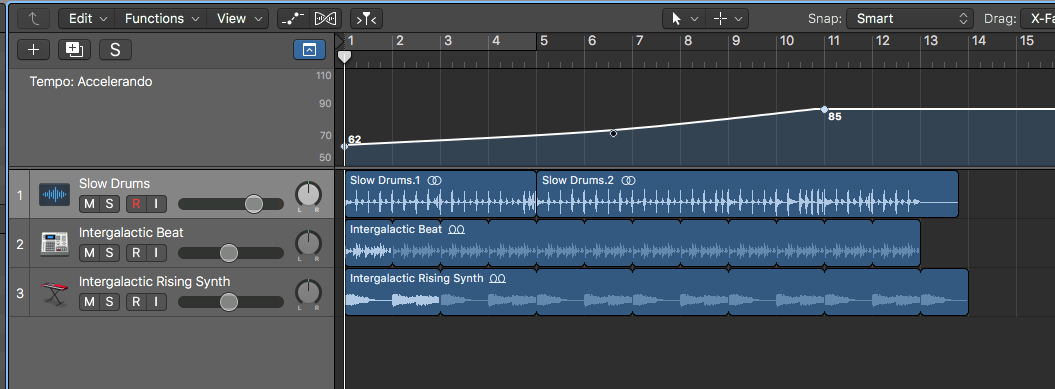 Edit Functions View Snap: Smart Drag: X-Fa
S 1 2 3 4 5 6 7 8 9 10 11 12 13 14 15
Tempo: Accelerando 110
90
70
50
62
85
1 Slow Drums
M S R I L R
Slow Drums.1 Slow Drums.2
2 Intergalactic Beat
M S R I L R
Intergalactic Beat
3 Intergalactic Rising Synth
M S R I L R
Intergalactic Rising Synth